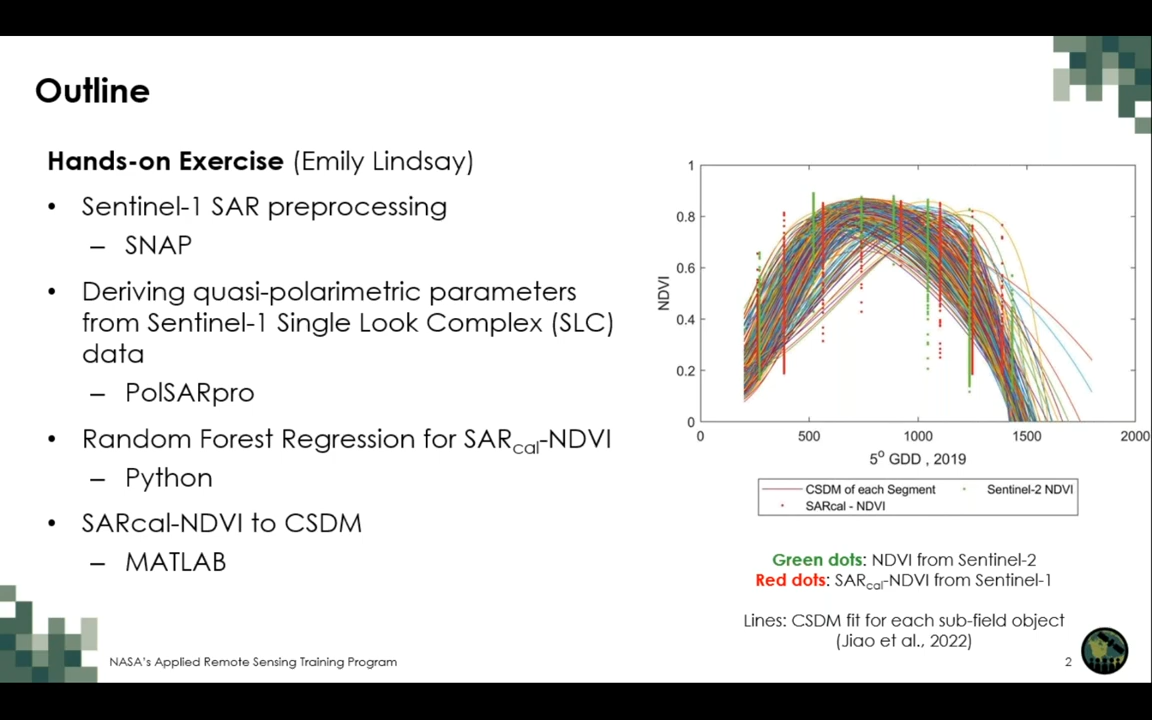 Outline
Hands-on Exercise (Emily Lindsay)
• Sentinel-1 SAR preprocessing
– SNAP
• Deriving quasi-polarimetric parameters
from Sentinel-1 Single Look Complex (SLC)
data
– PolSARpro
• Random Forest Regression for SARcal-NDVI
– Python
• SARcal-NDVI to CSDM
– MATLAB
1
0.8
0.6
0.4
0.2
0
NDVI
0 500 1000 1500 2000
5° GDD , 2019
CSDM of each Segment Sentinel-2 NDVI
SARcal - NDVI
Green dots: NDVI from Sentinel-2
Red dots: SARcal-NDVI from Sentinel-1
Lines: CSDM fit for each sub-field object
(Jiao et al., 2022)
NASA's Applied Remote Sensing Training Program
2